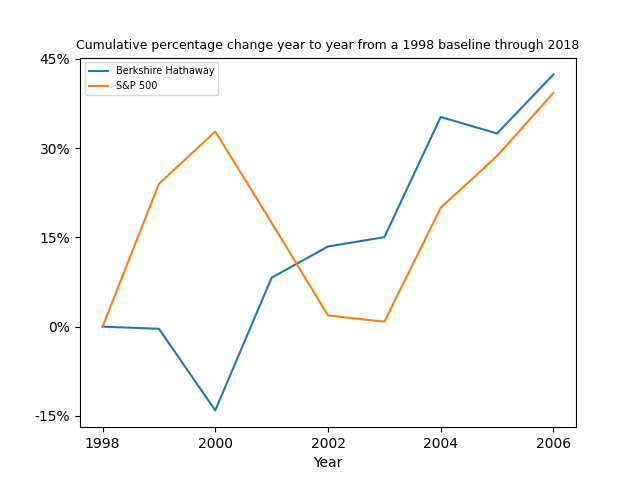 Cumulative percentage change year to year from a 1998 baseline through 2018
45%
30%
15%
0%
-15%
Berkshire Hathaway
S&P 500
1998 2000 2002 2004 2006
Year